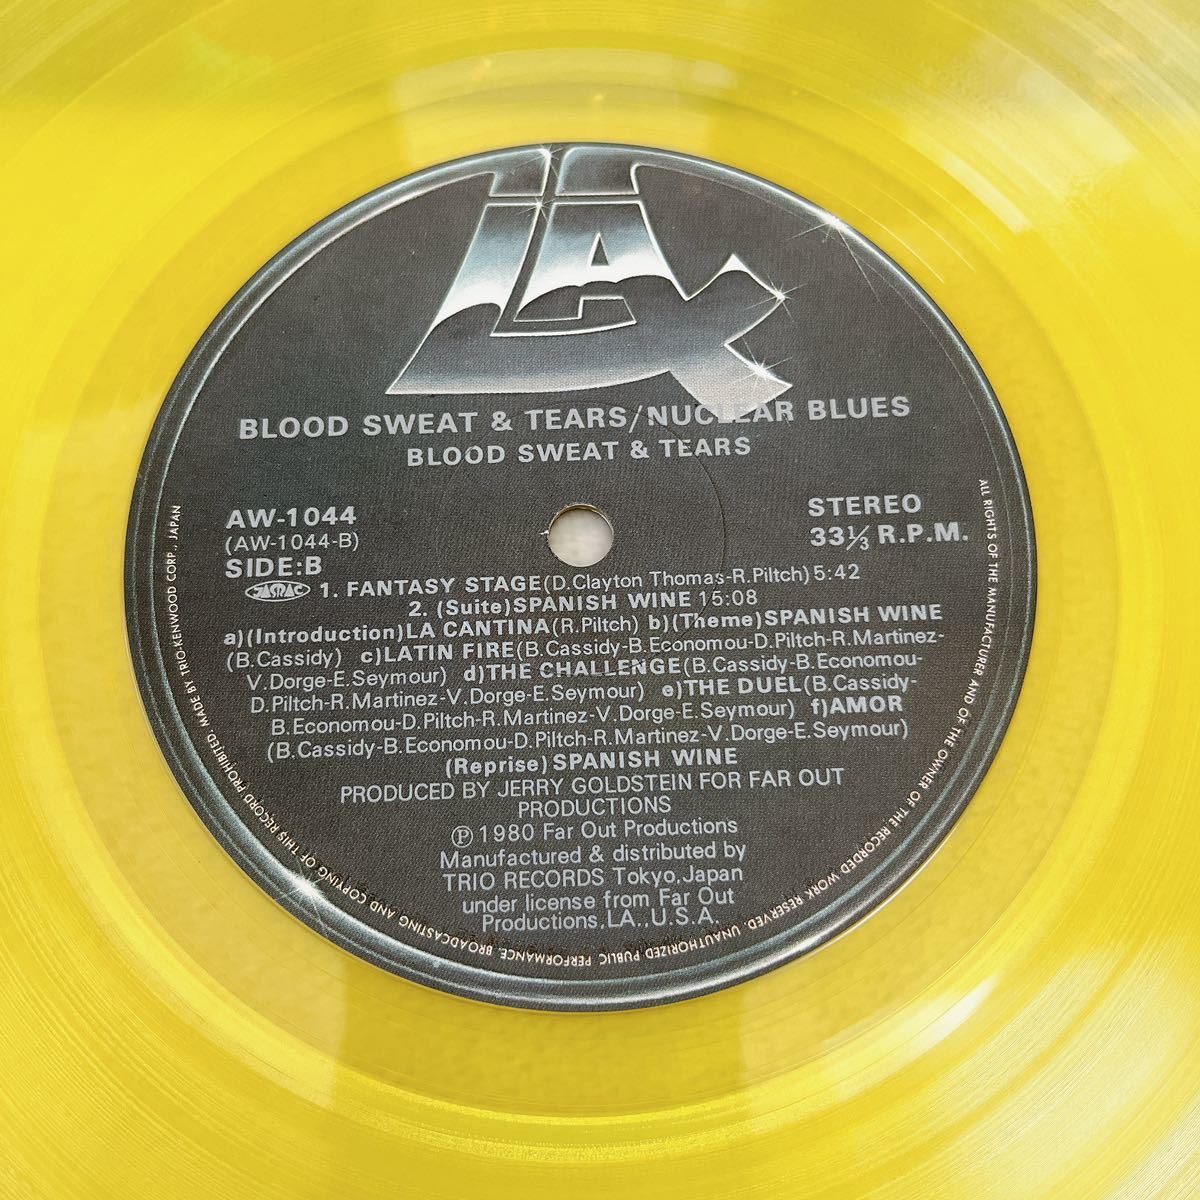 LAX
BLOOD SWEAT & TEARS/NUCLEAR BLUES
BLOOD SWEAT & TEARS
AW-1044
(AW-1044-B)
SIDE:B
STEREO
33⅓ R.P.M.
JASRAC
1. FANTASY STAGE(D.Clayton Thomas-R.Piltch)5:42
2. (Suite)SPANISH WINE 15:08
a)(Introduction)LA CANTINA(R.Piltch) b)(Theme)SPANISH WINE
(B.Cassidy) c)LATIN FIRE(B.Cassidy-B.Economou-D.Piltch-R.Martinez-
V.Dorge-E.Seymour) d)THE CHALLENGE(B.Cassidy-B.Economou-
D.Piltch-R.Martinez-V.Dorge-E.Seymour) e)THE DUEL(B.Cassidy-
B.Economou-D.Piltch-R.Martinez-V.Dorge-E.Seymour) f)AMOR
(B.Cassidy-B.Economou-D.Piltch-R.Martinez-V.Dorge-E.Seymour)
(Reprise)SPANISH WINE
PRODUCED BY JERRY GOLDSTEIN FOR FAR OUT
PRODUCTIONS
℗1980 Far Out Productions
Manufactured & distributed by
TRIO RECORDS Tokyo,Japan
under license from Far Out
Productions,LA.,U.S.A.
ALL RIGHTS OF THE MANUFACTURER AND OF THE OWNER OF THE RECORDED WORK RESERVED. UNAUTHORIZED PUBLIC PERFORMANCE. BROADCASTING AND COPYING OF THIS RECORD PROHIBITED. MADE BY TRIO-KENWOOD CORP., JAPAN